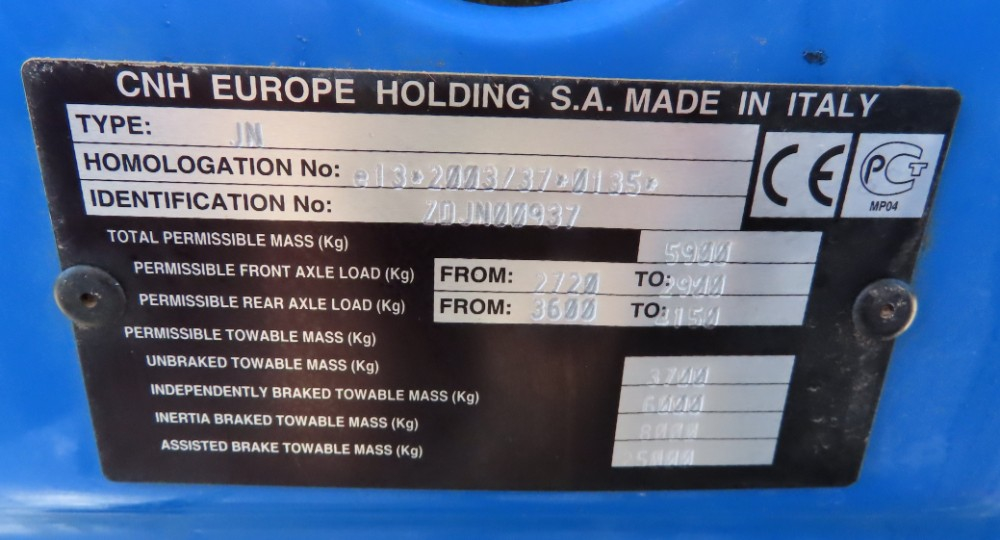 CNH EUROPE HOLDING S.A. MADE IN ITALY
TYPE: JN
HOMOLOGATION No: e13*2003/37*0135*
IDENTIFICATION No: ZDJN00937
CE PCT
MP04
TOTAL PERMISSIBLE MASS (Kg) 5900
PERMISSIBLE FRONT AXLE LOAD (Kg) FROM: 2720 TO: 2900
PERMISSIBLE REAR AXLE LOAD (Kg) FROM: 3600 TO:
PERMISSIBLE TOWABLE MASS (Kg)
UNBRAKED TOWABLE MASS (Kg) 3700
INDEPENDENTLY BRAKED TOWABLE MASS (Kg) 6000
INERTIA BRAKED TOWABLE MASS (Kg) 8000
ASSISTED BRAKE TOWABLE MASS (Kg)